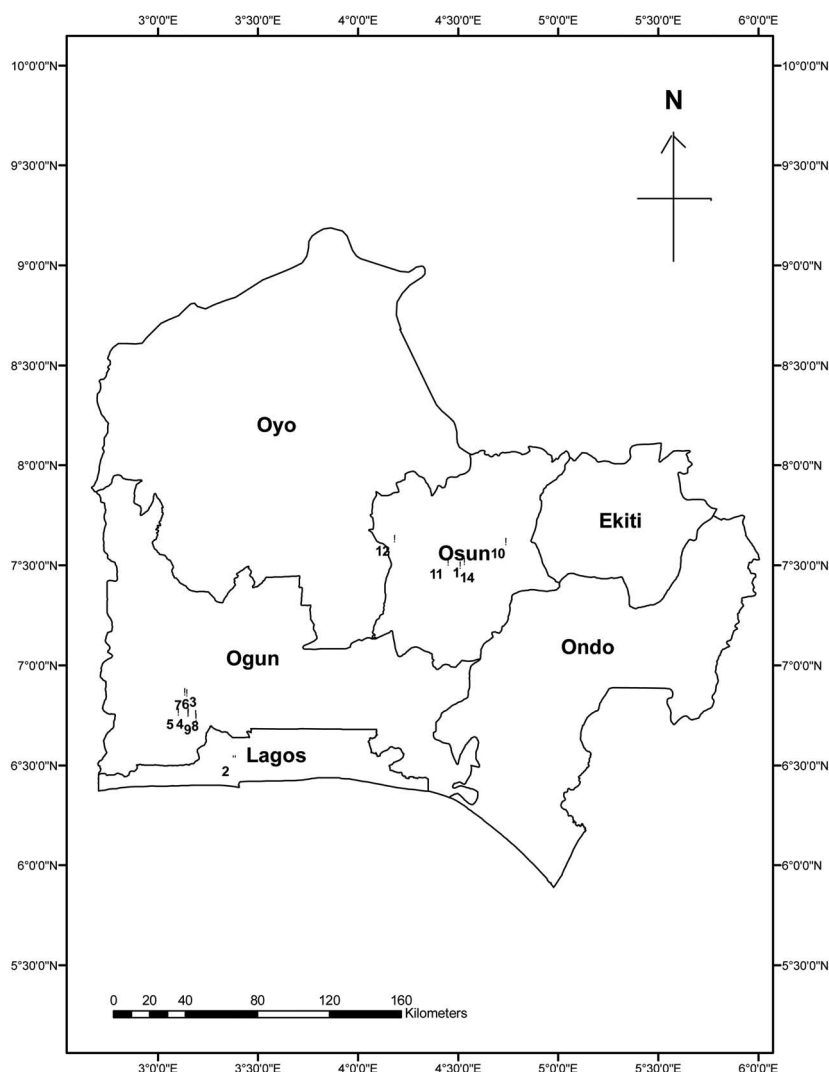 3°0'0"E 3°30'0"E 4°0'0"E 4°30'0"E 5°0'0"E 5°30'0"E 6°0'0"E
10°0'0"N 10°0'0"N
N
9°30'0"N 9°30'0"N
9°0'0"N 9°0'0"N
8°30'0"N 8°30'0"N
Oyo
8°0'0"N 8°0'0"N
Ekiti
12 Osun 10
7°30'0"N 7°30'0"N
11 1 14
Ogun Ondo
7°0'0"N 7°0'0"N
7 6 3
5 4 9 8
Lagos
6°30'0"N 2 6°30'0"N
6°0'0"N 6°0'0"N
5°30'0"N 5°30'0"N
0 20 40 80 120 160
Kilometers
3°0'0"E 3°30'0"E 4°0'0"E 4°30'0"E 5°0'0"E 5°30'0"E 6°0'0"E